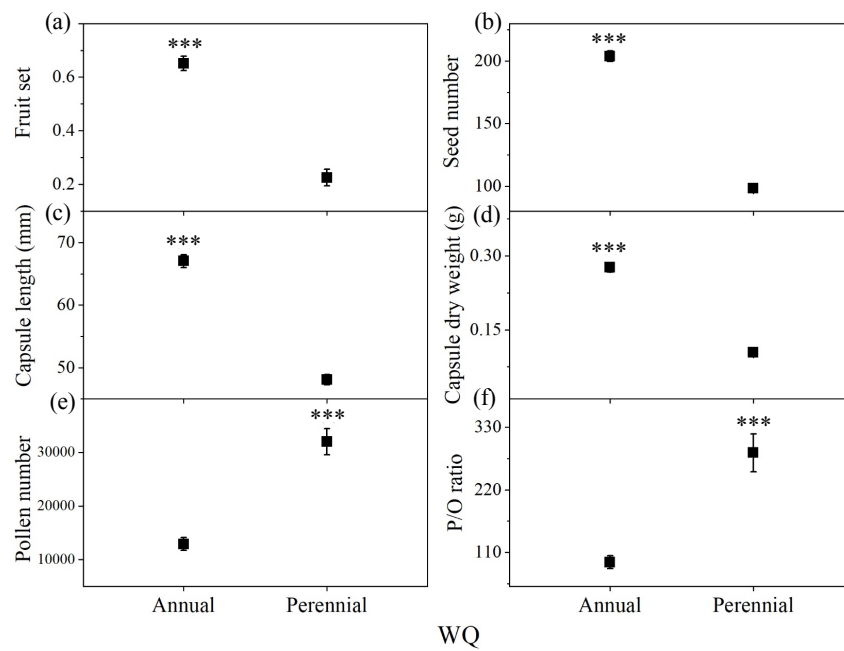 (a)
Fruit set
0.6
0.4
0.2
***
(b)
Seed number
200
150
100
***
(c)
Capsule length (mm)
70
60
50
***
(d)
Capsule dry weight (g)
0.30
0.15
***
(e)
Pollen number
30000
20000
10000
***
Annual
Perennial
(f)
P/O ratio
330
220
110
***
Annual
Perennial
WQ